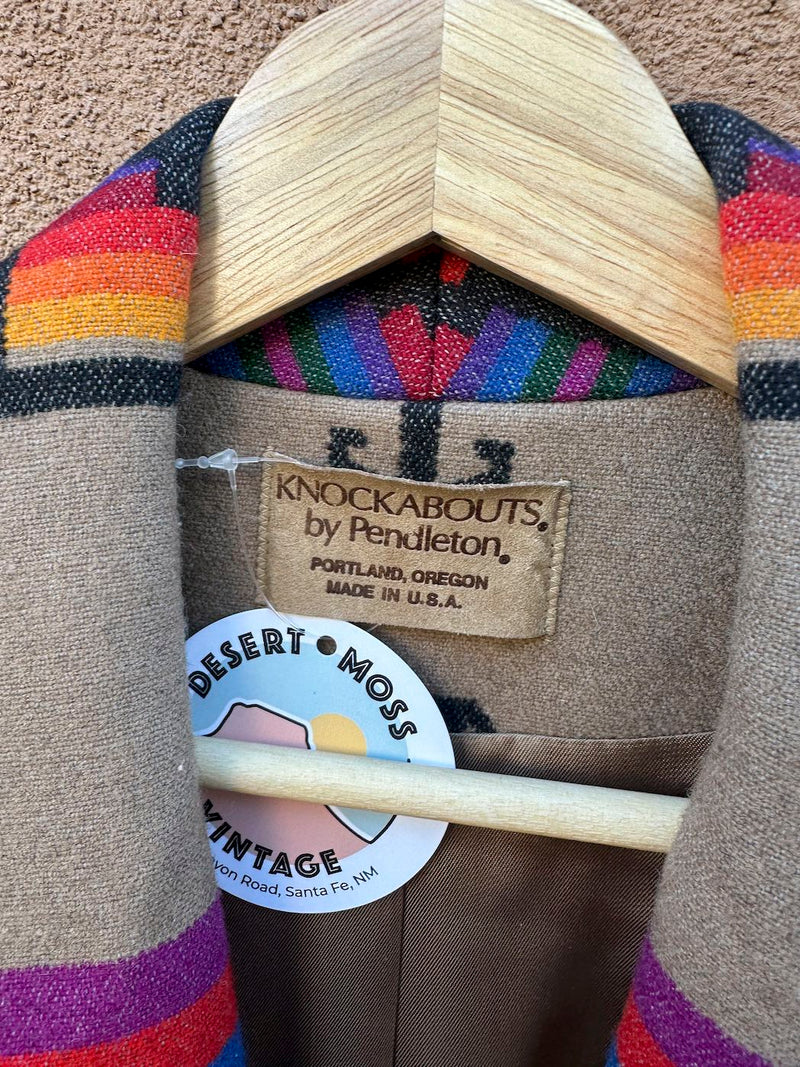 KNOCKABOUTS®
by Pendleton®
PORTLAND, OREGON
MADE IN U.S.A.
DESERT • MOSS
VINTAGE
Road, Santa Fe, NM